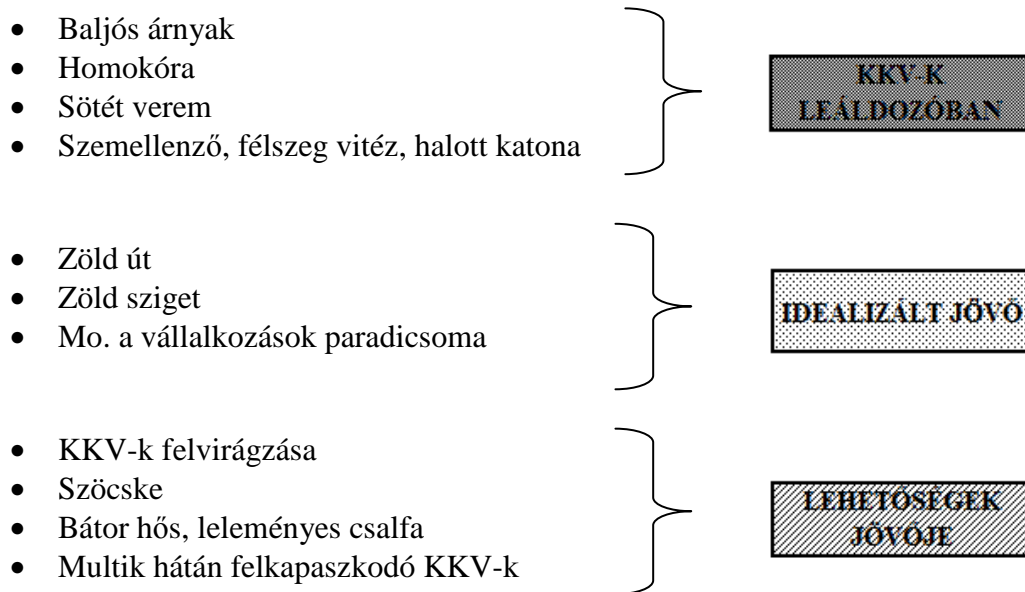 Baljós árnyak
Homokóra
Sötét verem
Szemellenző, félszeg vitéz, halott katona
KKV-K
LEÁLDOZÓBAN
Zöld út
Zöld sziget
Mo. a vállalkozások paradicsoma
IDEALIZÁLT JÖVŐ
KKV-k felvirágzása
Szöcske
Bátor hős, leleményes csalfa
Multik hátán felkapaszkodó KKV-k
LEHETŐSÉGEK
JÖVŐJE